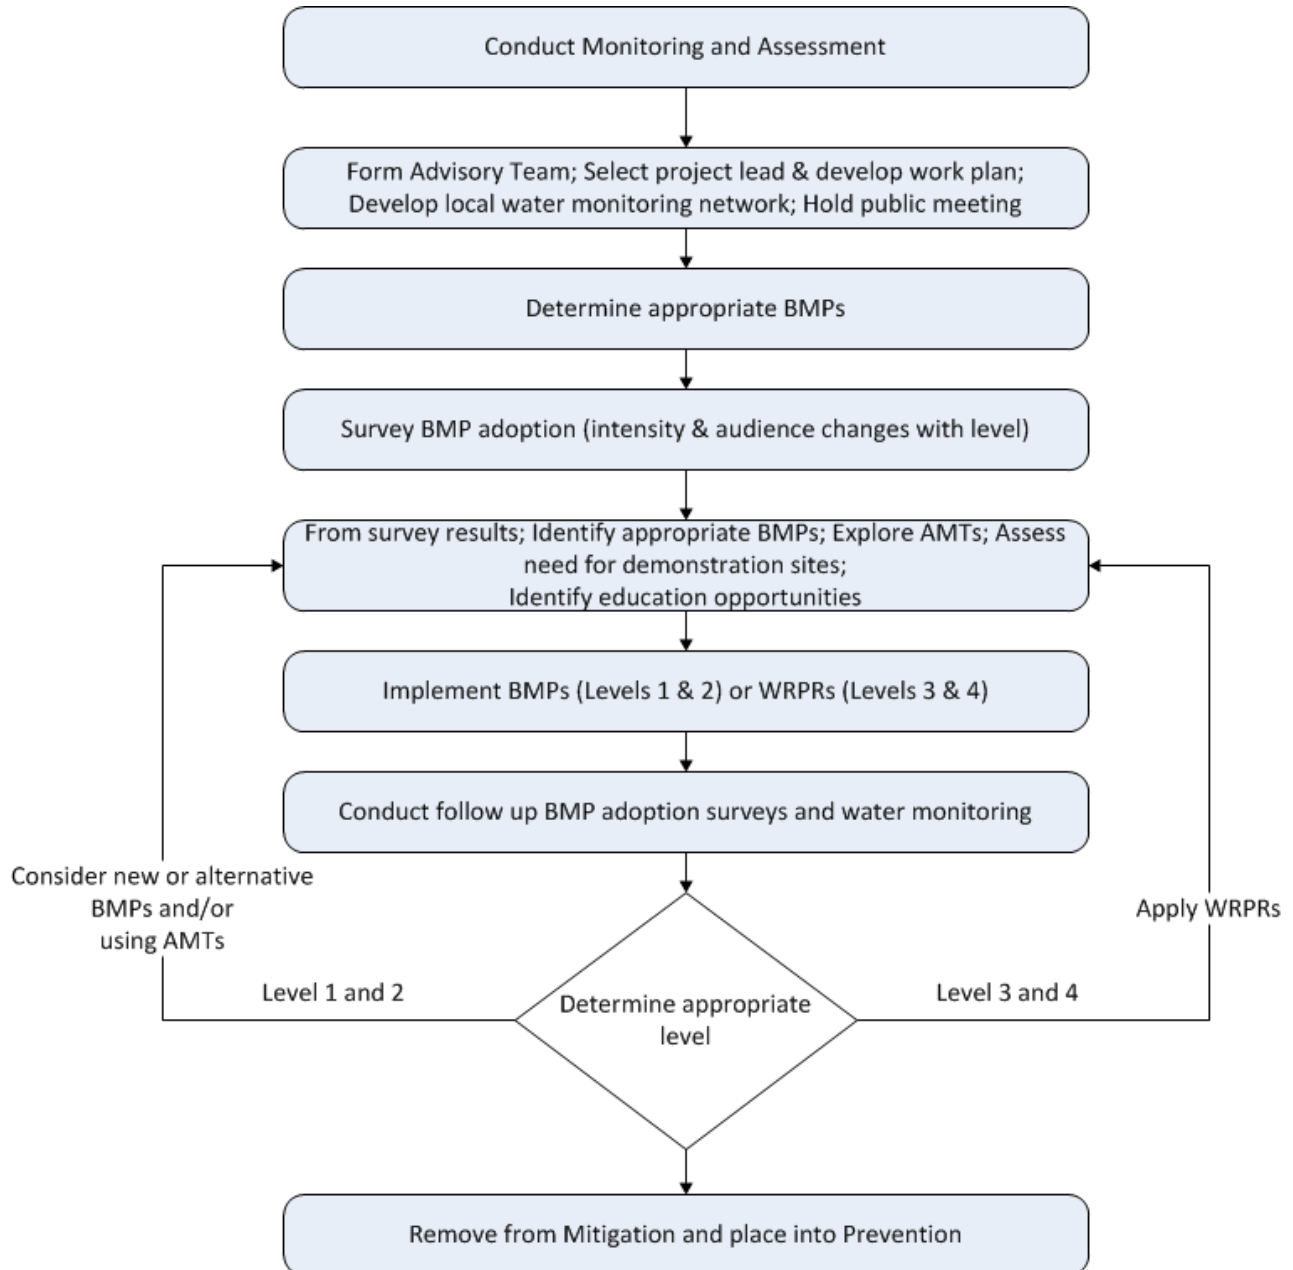 Conduct Monitoring and Assessment
Form Advisory Team; Select project lead & develop work plan;
Develop local water monitoring network; Hold public meeting
Determine appropriate BMPs
Survey BMP adoption (intensity & audience changes with level)
From survey results; Identify appropriate BMPs; Explore AMTs; Assess
need for demonstration sites;
Identify education opportunities
Implement BMPs (Levels 1 & 2) or WRPRs (Levels 3 & 4)
Conduct follow up BMP adoption surveys and water monitoring
Consider new or alternative
BMPs and/or
using AMTs
Apply WRPRs
Level 1 and 2
Level 3 and 4
Determine appropriate
level
Remove from Mitigation and place into Prevention